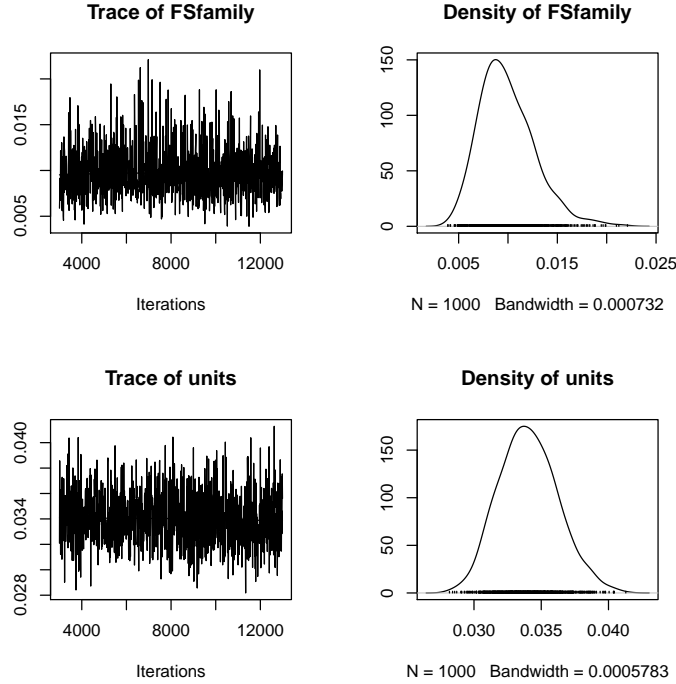 Trace of FSfamily
0.005 0.015
4000 8000 12000
Iterations
Density of FSfamily
0 50 100 150
0.005 0.015 0.025
N = 1000 Bandwidth = 0.000732
Trace of units
0.028 0.034 0.040
4000 8000 12000
Iterations
Density of units
0 50 100 150
0.030 0.035 0.040
N = 1000 Bandwidth = 0.0005783